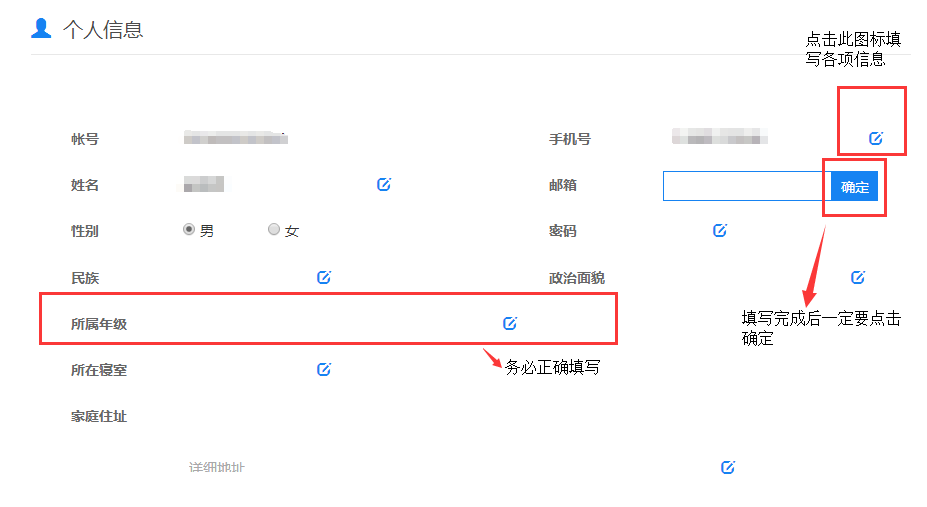 个人信息
点击此图标填
写各项信息
帐号
手机号
姓名
邮箱
确定
性别
男
女
密码
民族
政治面貌
所属年级
填写完成后一定要点击
确定
务必正确填写
所在寝室
家庭住址
详细地址